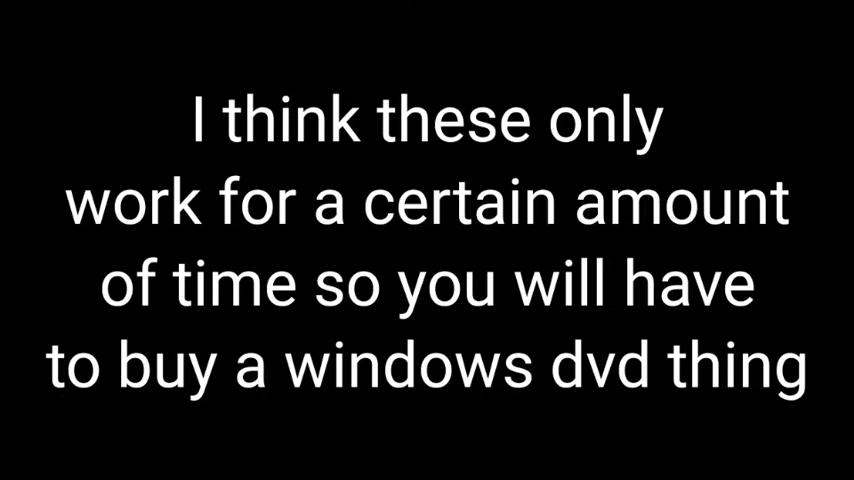 I think these only
work for a certain amount
of time so you will have
to buy a windows dvd thing